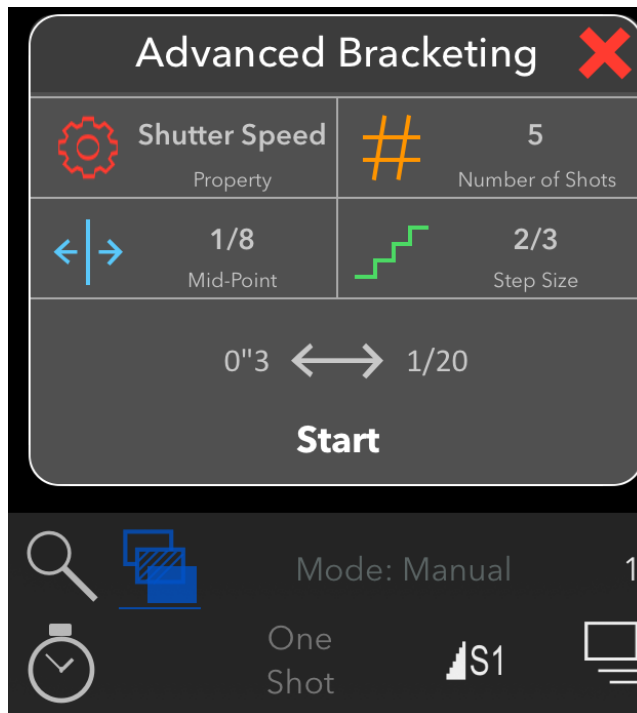 Advanced Bracketing
Shutter Speed
Property
5
Number of Shots
1/8
Mid-Point
2/3
Step Size
0"3 1/20
Start
Mode: Manual 1
One
Shot
S1